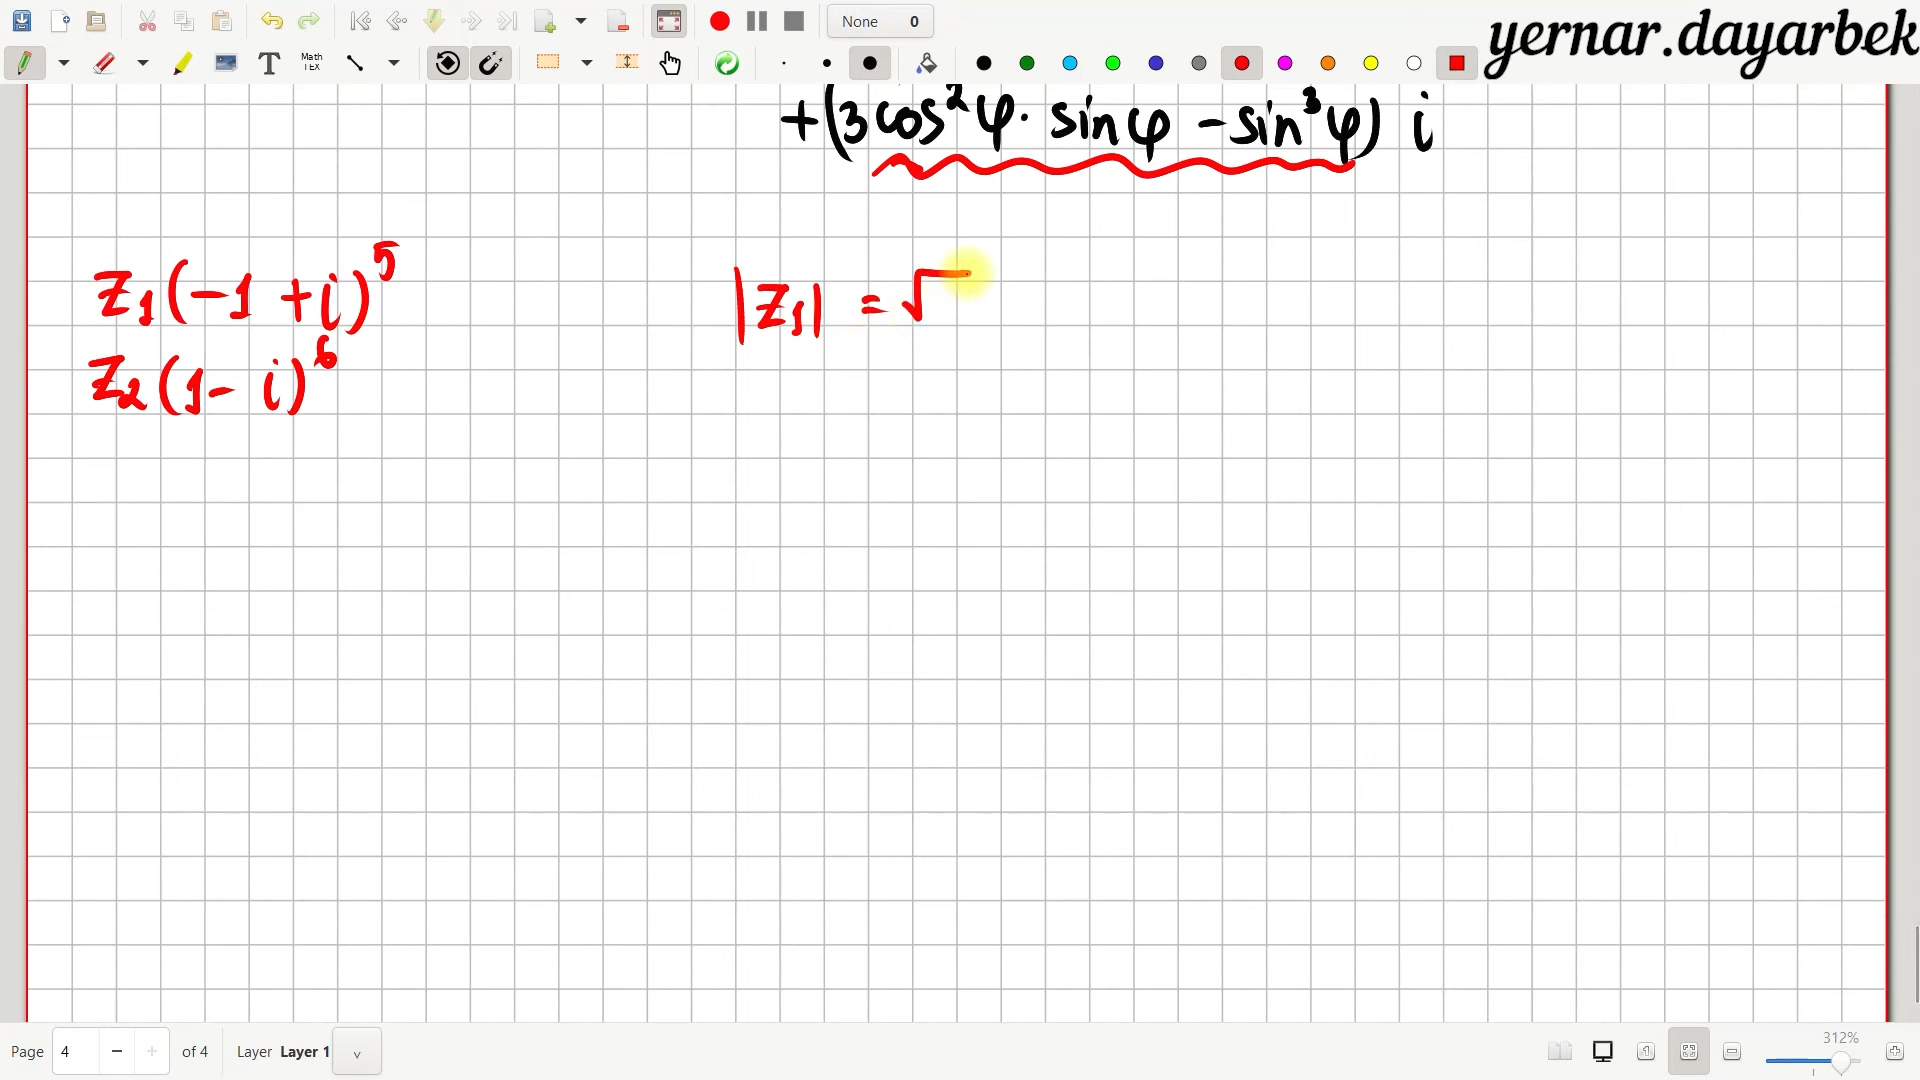 None 0
yernar.dayarbek
Math
TEX
+(3cos²φ· sinφ -sin³φ) i
z₁(-1 +i)⁵
|z₁| = √
z₂(1- i)⁶
Page 4 of 4 Layer Layer 1
312%